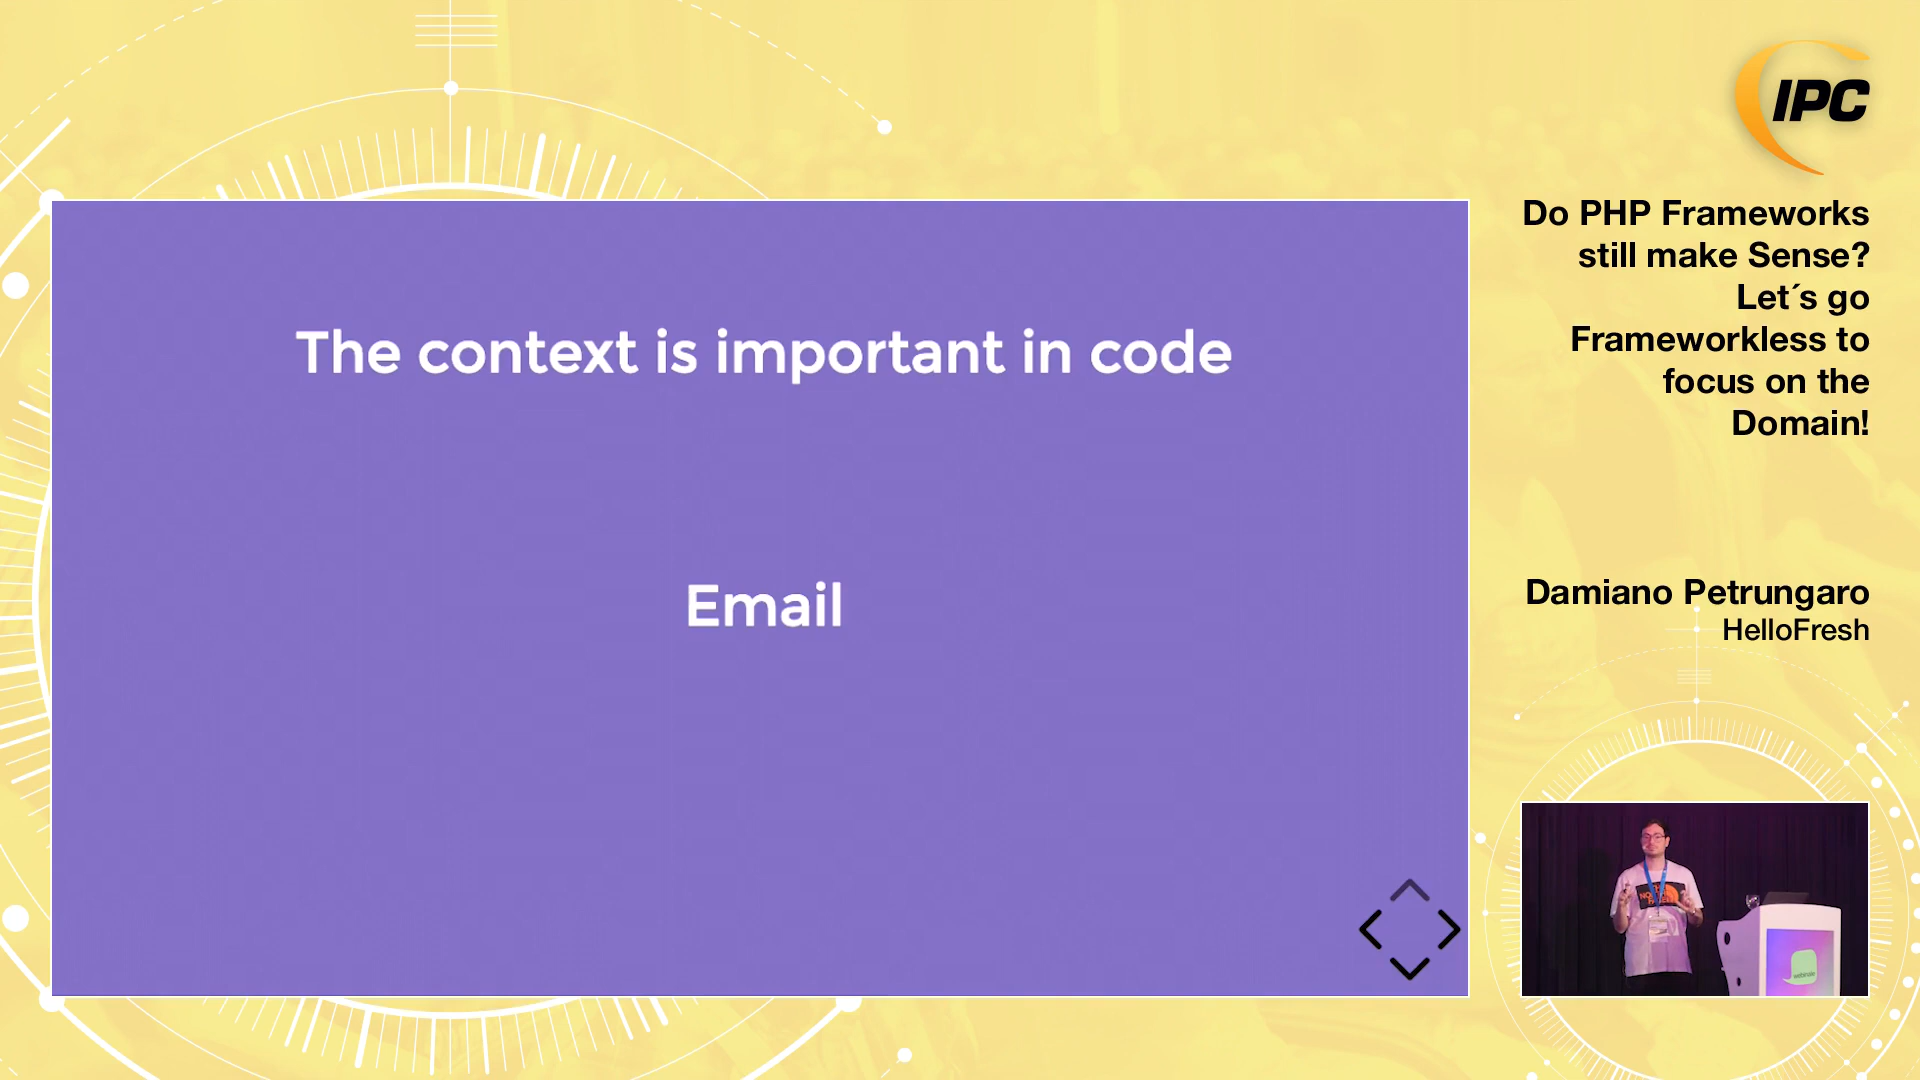 IPC
Do PHP Frameworks
still make Sense?
Let´s go
Frameworkless to
focus on the
Domain!
The context is important in code
Email
Damiano Petrungaro
HelloFresh